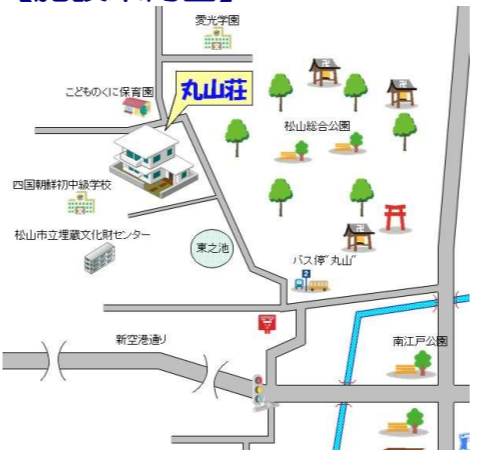 愛光学園
こどものくに保育園
丸山荘
松山総合公園
四国朝鮮初中級学校
松山市立埋蔵文化財センター
東之池
バス停"丸山"
2
新空港通り
南江戸公園